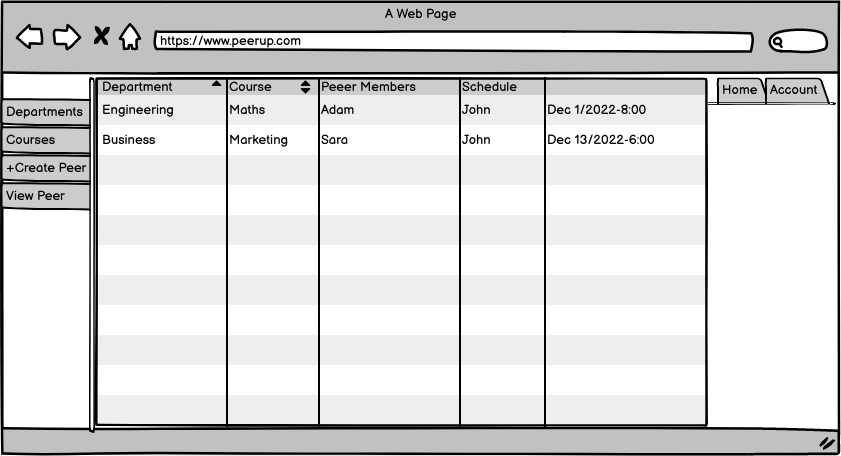 A Web Page
https://www.peerup.com
Home Account
Departments
Courses
+Create Peer
View Peer
Department Course Peeer Members Schedule
Engineering Maths Adam John Dec 1/2022-8:00
Business Marketing Sara John Dec 13/2022-6:00